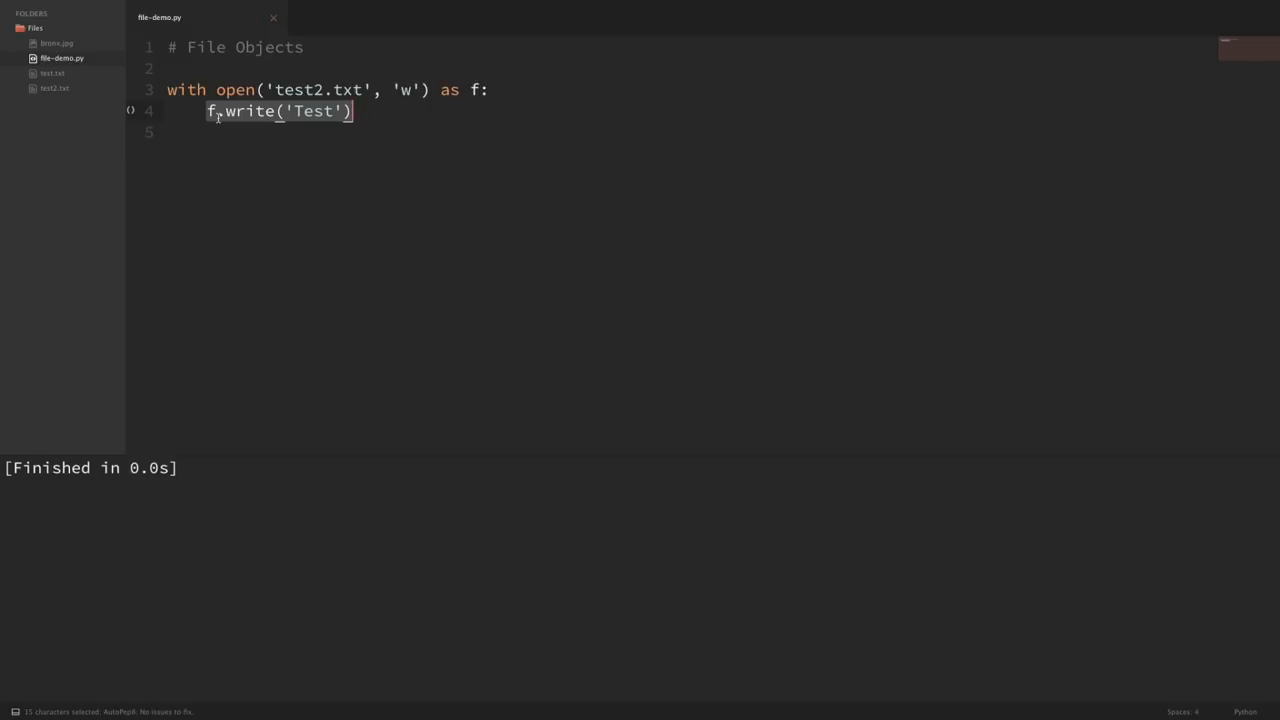 FOLDERS
Files
bronx.jpg
file-demo.py
test.txt
test2.txt
file-demo.py ×
1 # File Objects
2
3 with open('test2.txt', 'w') as f:
4 f.write('Test')
5
[Finished in 0.0s]
15 characters selected; AutoPep8: No issues to fix.
Spaces: 4
Python